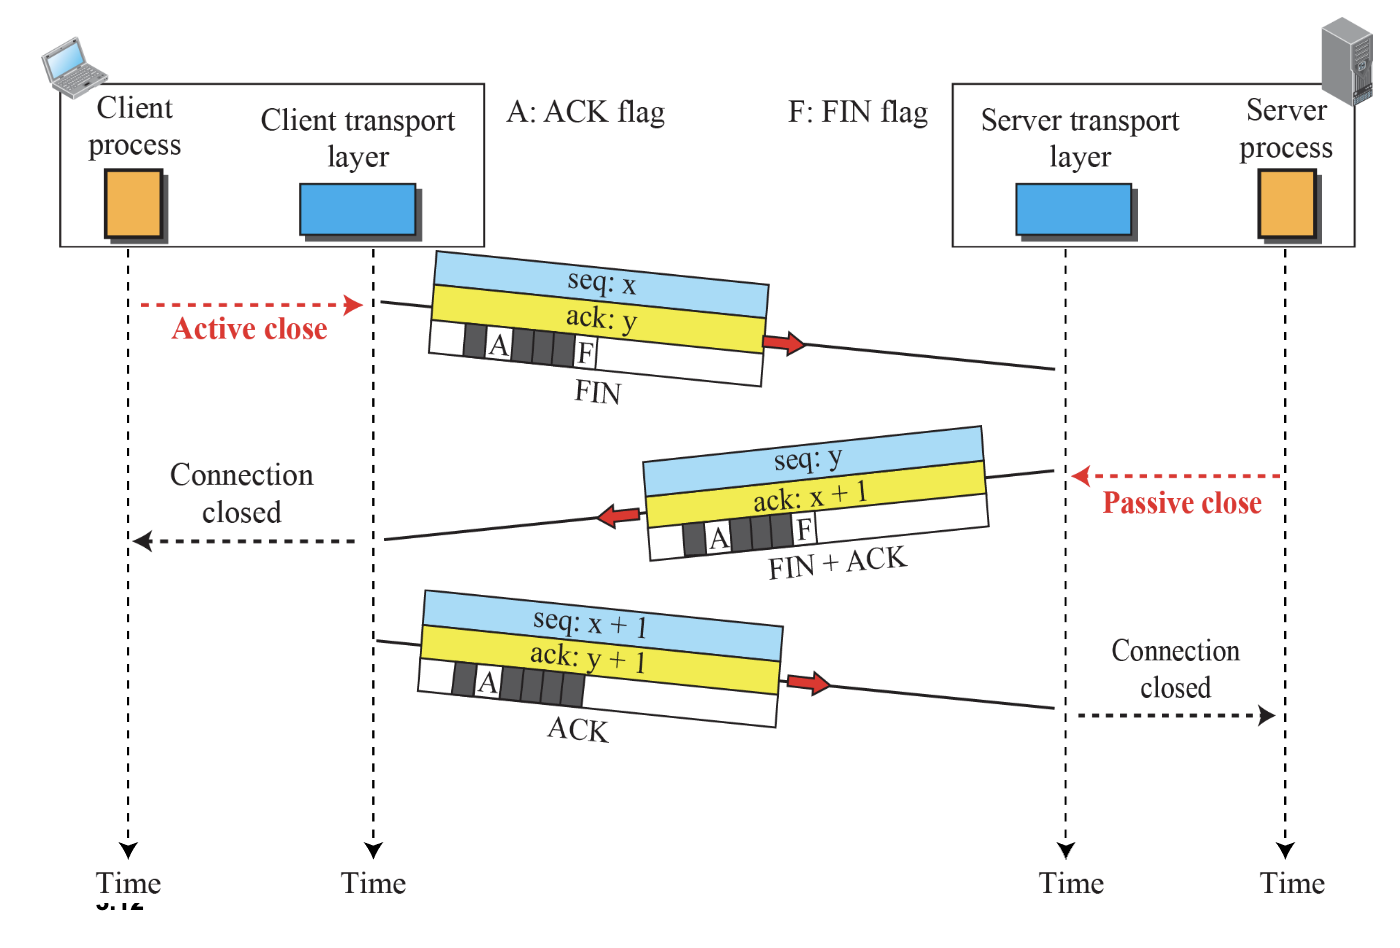 Client
process
Client transport
layer
A: ACK flag
F: FIN flag
Server transport
layer
Server
process
seq: x
ack: y
A
F
FIN
Active close
seq: y
ack: x + 1
A
F
FIN + ACK
Passive close
Connection
closed
seq: x + 1
ack: y + 1
A
ACK
Connection
closed
Time
Time
Time
Time